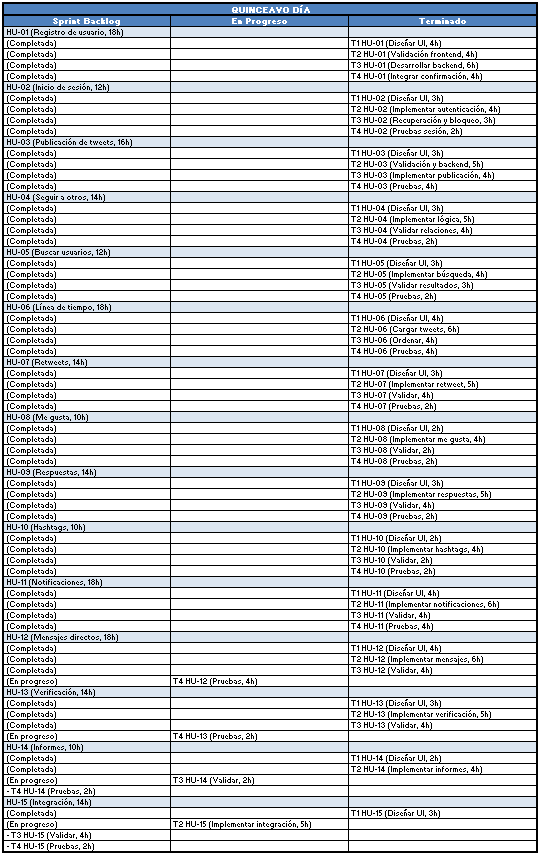 QUINCEAVO DÍA
Sprint Backlog En Progreso Terminado
HU-01 (Registro de usuario, 18h)
(Completada) T1 HU-01 (Diseñar UI, 4h)
(Completada) T2 HU-01 (Validación frontend, 4h)
(Completada) T3 HU-01 (Desarrollar backend, 6h)
(Completada) T4 HU-01 (Integrar confirmación, 4h)
HU-02 (Inicio de sesión, 12h)
(Completada) T1 HU-02 (Diseñar UI, 3h)
(Completada) T2 HU-02 (Implementar autenticación, 4h)
(Completada) T3 HU-02 (Recuperación y bloqueo, 3h)
(Completada) T4 HU-02 (Pruebas sesión, 2h)
HU-03 (Publicación de tweets, 16h)
(Completada) T1 HU-03 (Diseñar UI, 3h)
(Completada) T2 HU-03 (Validación y backend, 5h)
(Completada) T3 HU-03 (Implementar publicación, 4h)
(Completada) T4 HU-03 (Pruebas, 4h)
HU-04 (Seguir a otros, 14h)
(Completada) T1 HU-04 (Diseñar UI, 3h)
(Completada) T2 HU-04 (Implementar lógica, 5h)
(Completada) T3 HU-04 (Validar relaciones, 4h)
(Completada) T4 HU-04 (Pruebas, 2h)
HU-05 (Buscar usuarios, 12h)
(Completada) T1 HU-05 (Diseñar UI, 3h)
(Completada) T2 HU-05 (Implementar búsqueda, 4h)
(Completada) T3 HU-05 (Validar resultados, 3h)
(Completada) T4 HU-05 (Pruebas, 2h)
HU-06 (Línea de tiempo, 18h)
(Completada) T1 HU-06 (Diseñar UI, 4h)
(Completada) T2 HU-06 (Cargar tweets, 6h)
(Completada) T3 HU-06 (Ordenar, 4h)
(Completada) T4 HU-06 (Pruebas, 4h)
HU-07 (Retweets, 14h)
(Completada) T1 HU-07 (Diseñar UI, 3h)
(Completada) T2 HU-07 (Implementar retweet, 5h)
(Completada) T3 HU-07 (Validar, 4h)
(Completada) T4 HU-07 (Pruebas, 2h)
HU-08 (Me gusta, 10h)
(Completada) T1 HU-08 (Diseñar UI, 2h)
(Completada) T2 HU-08 (Implementar me gusta, 4h)
(Completada) T3 HU-08 (Validar, 2h)
(Completada) T4 HU-08 (Pruebas, 2h)
HU-09 (Respuestas, 14h)
(Completada) T1 HU-09 (Diseñar UI, 3h)
(Completada) T2 HU-09 (Implementar respuestas, 5h)
(Completada) T3 HU-09 (Validar, 4h)
(Completada) T4 HU-09 (Pruebas, 2h)
HU-10 (Hashtags, 10h)
(Completada) T1 HU-10 (Diseñar UI, 2h)
(Completada) T2 HU-10 (Implementar hashtags, 4h)
(Completada) T3 HU-10 (Validar, 2h)
(Completada) T4 HU-10 (Pruebas, 2h)
HU-11 (Notificaciones, 18h)
(Completada) T1 HU-11 (Diseñar UI, 4h)
(Completada) T2 HU-11 (Implementar notificaciones, 6h)
(Completada) T3 HU-11 (Validar, 4h)
(Completada) T4 HU-11 (Pruebas, 4h)
HU-12 (Mensajes directos, 18h)
(Completada) T1 HU-12 (Diseñar UI, 4h)
(Completada) T2 HU-12 (Implementar mensajes, 6h)
(Completada) T3 HU-12 (Validar, 4h)
(En progreso) T4 HU-12 (Pruebas, 4h)
HU-13 (Verificación, 14h)
(Completada) T1 HU-13 (Diseñar UI, 3h)
(Completada) T2 HU-13 (Implementar verificación, 5h)
(Completada) T3 HU-13 (Validar, 4h)
(En progreso) T4 HU-13 (Pruebas, 2h)
HU-14 (Informes, 10h)
(Completada) T1 HU-14 (Diseñar UI, 2h)
(Completada) T2 HU-14 (Implementar informes, 4h)
(En progreso) T3 HU-14 (Validar, 2h)
- T4 HU-14 (Pruebas, 2h)
HU-15 (Integración, 14h)
(Completada) T1 HU-15 (Diseñar UI, 3h)
(En progreso) T2 HU-15 (Implementar integración, 5h)
- T3 HU-15 (Validar, 4h)
- T4 HU-15 (Pruebas, 2h)